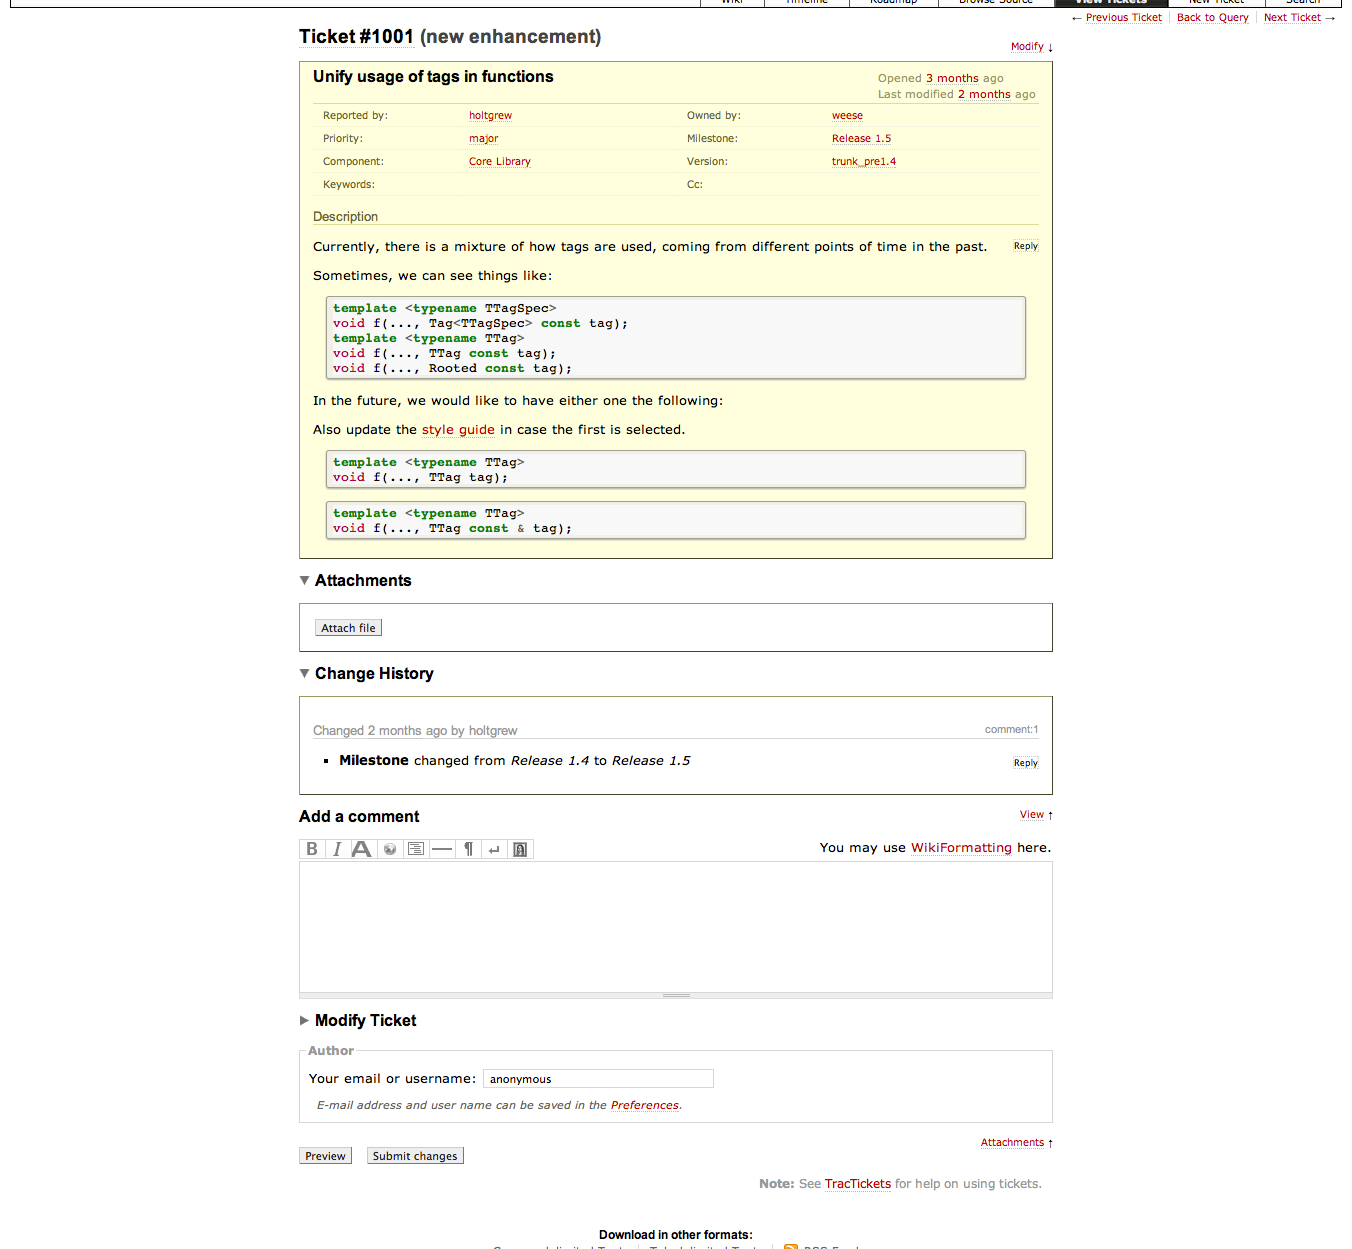 Wiki Timeline Roadmap Browse Source View Tickets New Ticket Search
← Previous Ticket Back to Query Next Ticket →
Ticket #1001 (new enhancement)
Modify ↓
Unify usage of tags in functions
Opened 3 months ago
Last modified 2 months ago
Reported by: holtgrew Owned by: weese
Priority: major Milestone: Release 1.5
Component: Core Library Version: trunk_pre1.4
Keywords: Cc:
Description
Currently, there is a mixture of how tags are used, coming from different points of time in the past. Reply
Sometimes, we can see things like:
template <typename TTagSpec>
void f(..., Tag<TTagSpec> const tag);
template <typename TTag>
void f(..., TTag const tag);
void f(..., Rooted const tag);
In the future, we would like to have either one the following:
Also update the style guide in case the first is selected.
template <typename TTag>
void f(..., TTag tag);
template <typename TTag>
void f(..., TTag const & tag);
▼ Attachments
Attach file
▼ Change History
Changed 2 months ago by holtgrew comment:1
▪ Milestone changed from Release 1.4 to Release 1.5 Reply
Add a comment View ↑
B I A ¶ ↵ You may use WikiFormatting here.
▶ Modify Ticket
Author
Your email or username: anonymous
E-mail address and user name can be saved in the Preferences.
Attachments ↑
Preview Submit changes
Note: See TracTickets for help on using tickets.
Download in other formats: